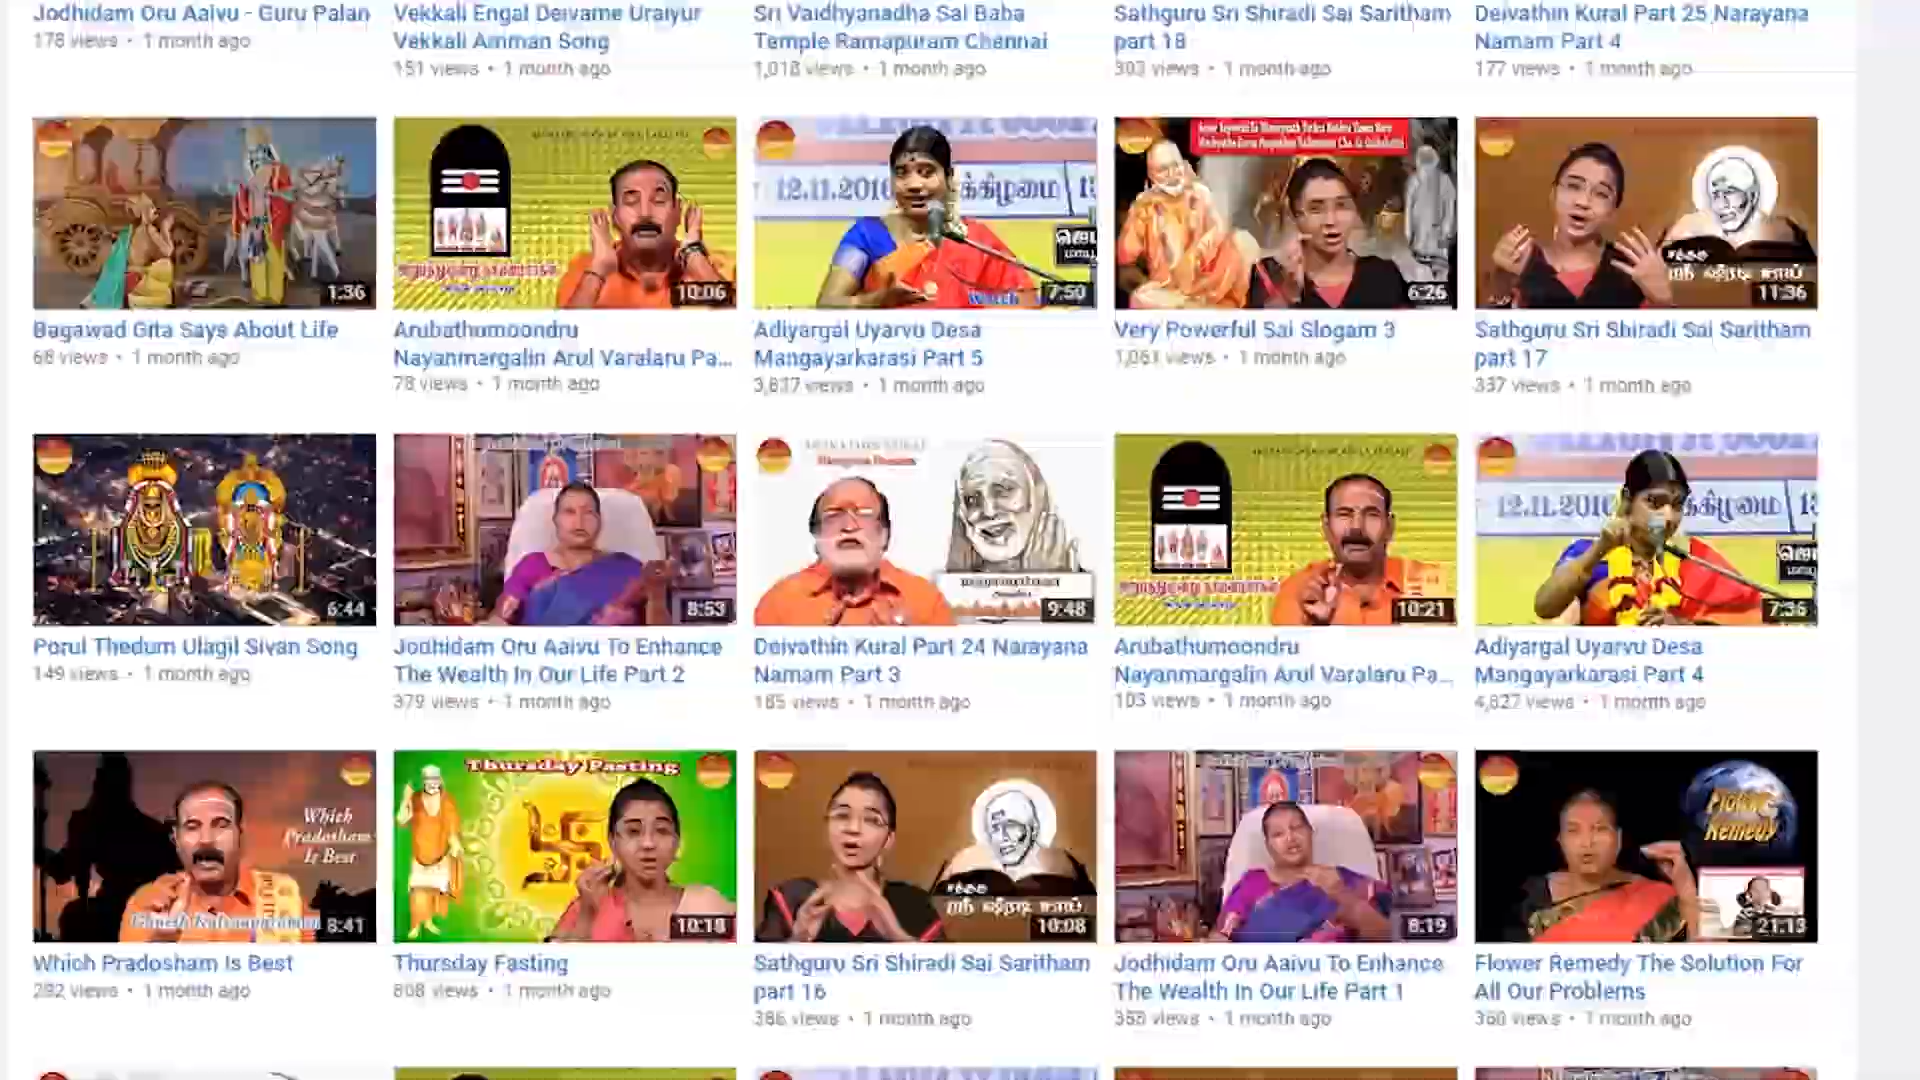 Jodhidam Oru Aaivu - Guru Palan
178 views • 1 month ago
Vekkali Engal Deivame Uraiyur
Vekkali Amman Song
151 views • 1 month ago
Sri Vaidhyanadha Sai Baba
Temple Ramapuram Chennai
1,018 views • 1 month ago
Sathguru Sri Shiradi Sai Saritham
part 18
303 views • 1 month ago
Deivathin Kural Part 25 Narayana
Namam Part 4
177 views • 1 month ago
1:36
Bagawad Gita Says About Life
68 views • 1 month ago
10:06
Arubathumoondru
Nayanmargalin Arul Varalaru Pa...
78 views • 1 month ago
12.11.2016
7:50
Adiyargal Uyarvu Desa
Mangayarkarasi Part 5
3,817 views • 1 month ago
6:26
Very Powerful Sai Slogam 3
1,061 views • 1 month ago
ஸ்ரீ ஷிரடி சாய்
11:36
Sathguru Sri Shiradi Sai Saritham
part 17
337 views • 1 month ago
6:44
Porul Thedum Ulagil Sivan Song
149 views • 1 month ago
8:53
Jodhidam Oru Aaivu To Enhance
The Wealth In Our Life Part 2
379 views • 1 month ago
9:48
Deivathin Kural Part 24 Narayana
Namam Part 3
185 views • 1 month ago
10:21
Arubathumoondru
Nayanmargalin Arul Varalaru Pa...
103 views • 1 month ago
12.11.2016
7:36
Adiyargal Uyarvu Desa
Mangayarkarasi Part 4
4,827 views • 1 month ago
Which
Pradosham
Is Best
8:41
Which Pradosham Is Best
292 views • 1 month ago
Thursday Fasting
10:18
Thursday Fasting
808 views • 1 month ago
ஸ்ரீ ஷிரடி சாய்
10:08
Sathguru Sri Shiradi Sai Saritham
part 16
386 views • 1 month ago
8:19
Jodhidam Oru Aaivu To Enhance
The Wealth In Our Life Part 1
views • 1 month ago
Flower
Remedy
21:13
Flower Remedy The Solution For
All Our Problems
360 views • 1 month ago